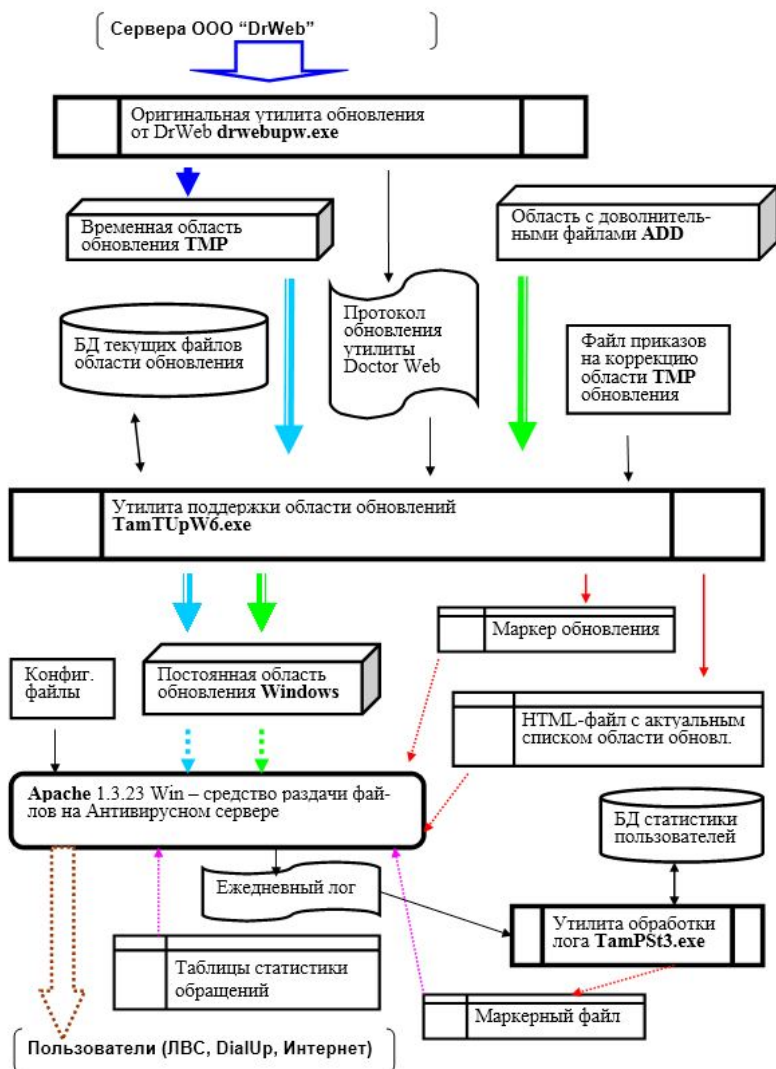 Сервера ООО “DrWeb”
Оригинальная утилита обновления
от DrWeb drwebupw.exe
Временная область
обновления TMP
Область с доволнитель-
ными файлами ADD
БД текущих файлов
области обновления
Протокол
обновления
утилиты
Doctor Web
Файл приказов
на коррекцию
области TMP
обновления
Утилита поддержки области обновлений
TamTUpW6.exe
Маркер обновления
Конфиг.
файлы
Постоянная область
обновления Windows
HTML-файл с актуальным
списком области обновл.
Apache 1.3.23 Win – средство раздачи фай-
лов на Антивирусном сервере
БД статистики
пользователей
Ежедневный лог
Утилита обработки
лога TamPSt3.exe
Таблицы статистики
обращений
Маркерный файл
Пользователи (ЛВС, DialUp, Интернет)